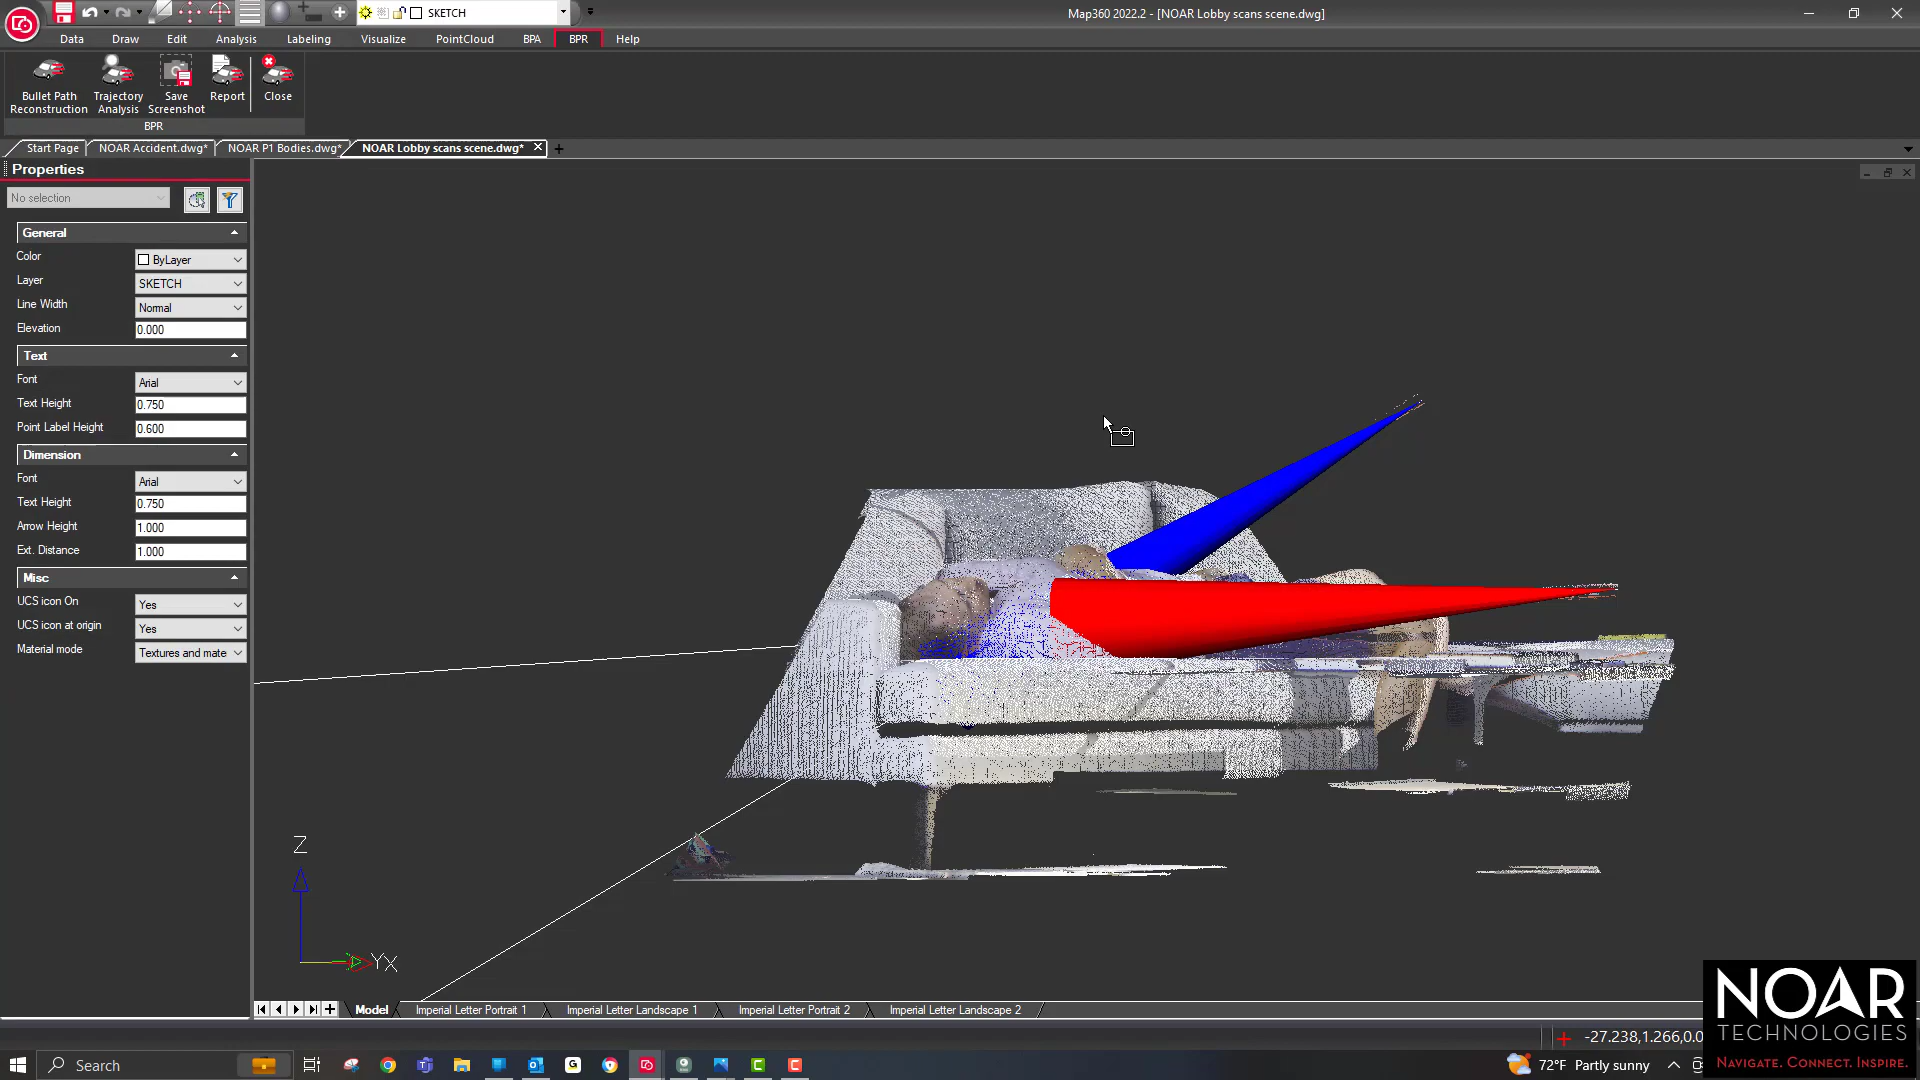 SKETCH
Map360 2022.2 - [NOAR Lobby scans scene.dwg]
Data Draw Edit Analysis Labeling Visualize PointCloud BPA BPR Help
Bullet Path Reconstruction
Trajectory Analysis
Save Screenshot
Report
Close
BPR
Start Page NOAR Accident.dwg* NOAR P1 Bodies.dwg* NOAR Lobby scans scene.dwg*
Properties
No selection
General
Color ByLayer
Layer SKETCH
Line Width Normal
Elevation 0.000
Text
Font Arial
Text Height 0.750
Point Label Height 0.600
Dimension
Font Arial
Text Height 0.750
Arrow Height 1.000
Ext. Distance 1.000
Misc
UCS icon On Yes
UCS icon at origin Yes
Material mode Textures and mate
Z
YX
Model Imperial Letter Portrait 1 Imperial Letter Landscape 1 Imperial Letter Portrait 2 Imperial Letter Landscape 2
-27.238,1.266,0.0
NOAR
TECHNOLOGIES
NAVIGATE. CONNECT. INSPIRE.
Search
72°F Partly sunny